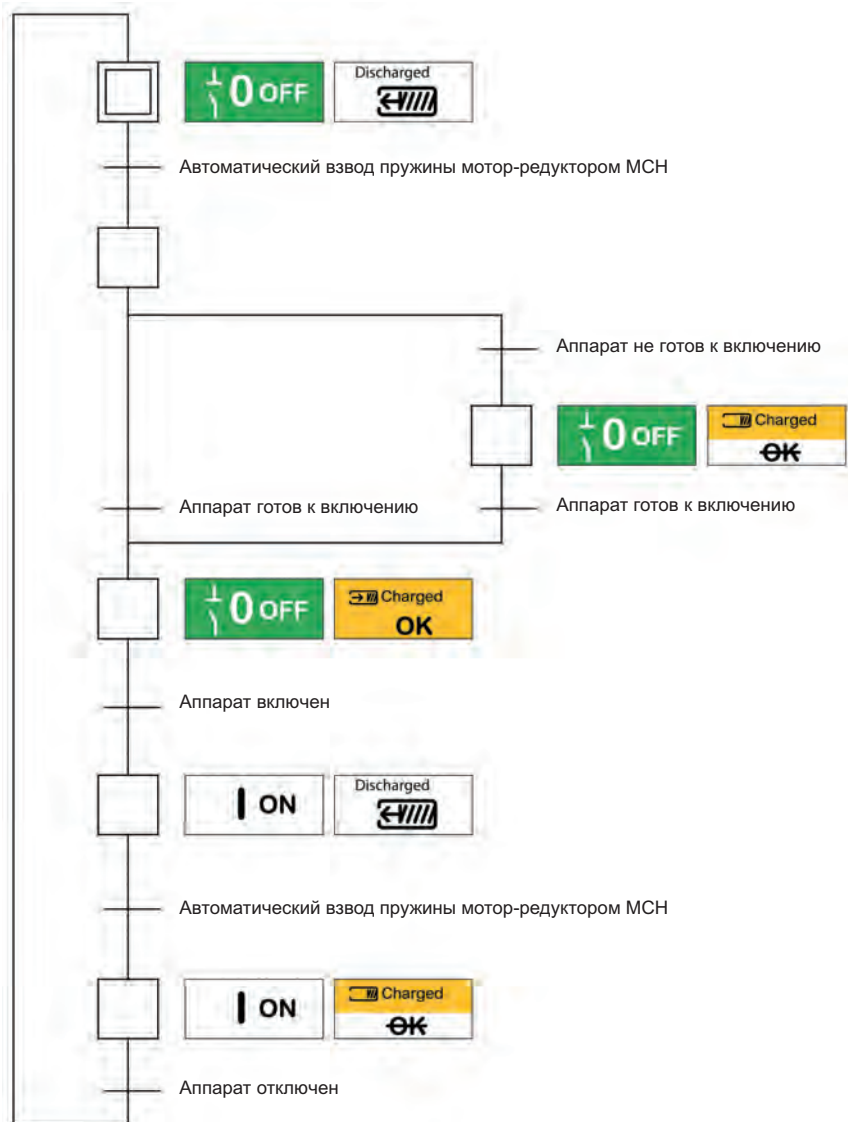 0 OFF
Discharged
Автоматический взвод пружины мотор-редуктором МСН
Аппарат не готов к включению
0 OFF
Charged
OK
Аппарат готов к включению
Аппарат готов к включению
0 OFF
Charged
OK
Аппарат включен
I ON
Discharged
Автоматический взвод пружины мотор-редуктором МСН
I ON
Charged
OK
Аппарат отключен